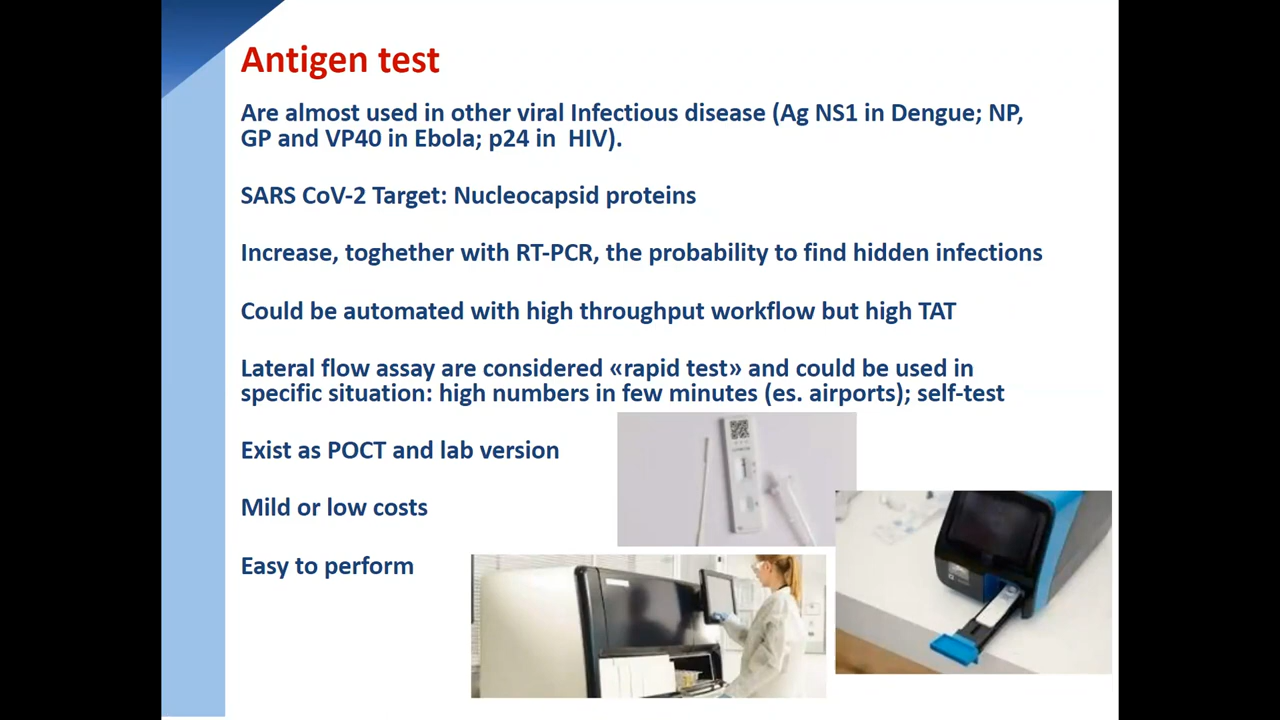 Antigen test
Are almost used in other viral Infectious disease (Ag NS1 in Dengue; NP,
GP and VP40 in Ebola; p24 in HIV).
SARS CoV-2 Target: Nucleocapsid proteins
Increase, toghether with RT-PCR, the probability to find hidden infections
Could be automated with high throughput workflow but high TAT
Lateral flow assay are considered «rapid test» and could be used in
specific situation: high numbers in few minutes (es. airports); self-test
Exist as POCT and lab version
Mild or low costs
Easy to perform